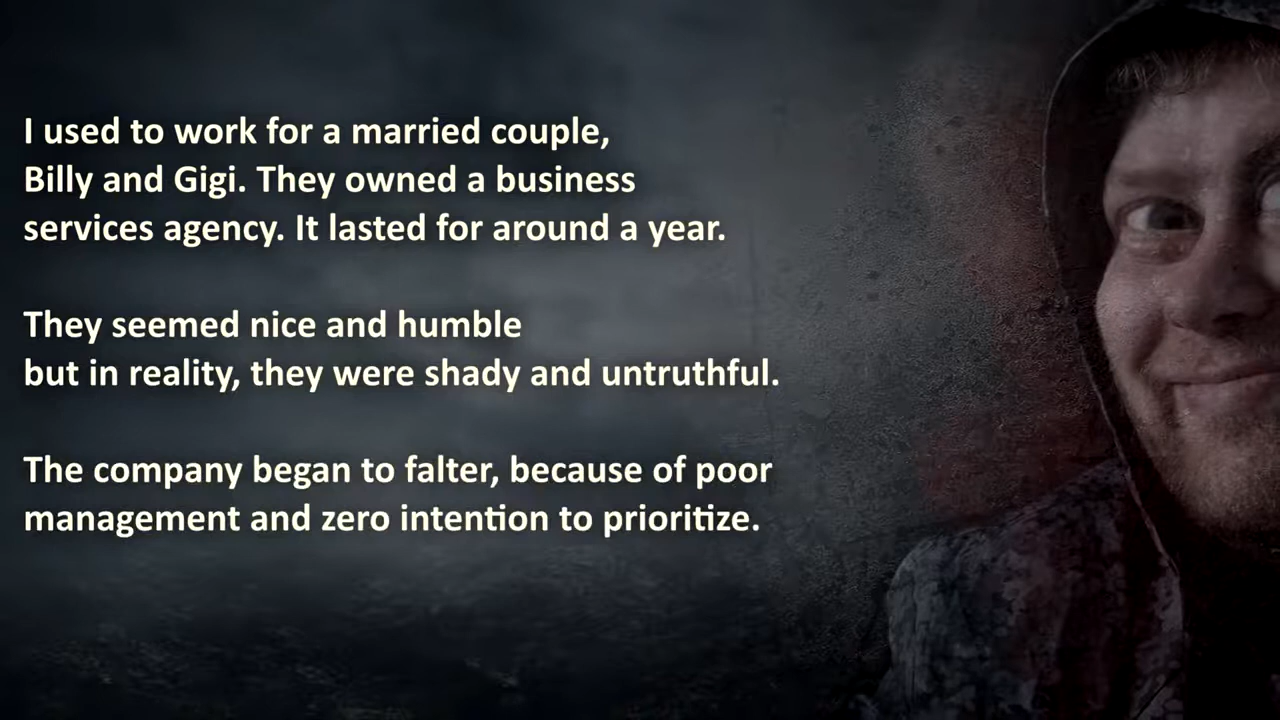 I used to work for a married couple,
Billy and Gigi. They owned a business
services agency. It lasted for around a year.
They seemed nice and humble
but in reality, they were shady and untruthful.
The company began to falter, because of poor
management and zero intention to prioritize.